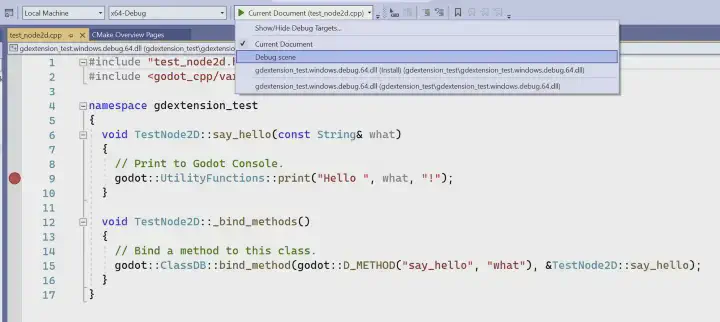 Local Machine
x64-Debug
Current Document (test_node2d.cpp)
Show/Hide Debug Targets...
Current Document
Debug scene
gdextension_test.windows.debug.64.dll (Install) (gdextension_test\gdextension_test.windows.debug.64.dll)
gdextension_test.windows.debug.64.dll (gdextension_test\gdextension_test.windows.debug.64.dll)
test_node2d.cpp
CMake Overview Pages
gdextension_test.windows.debug.64.dll (gdextension_test\gdexten
1 #include "test_node2d.h
2 #include <godot_cpp/var
3
4 namespace gdextension_test
5 {
6 void TestNode2D::say_hello(const String& what)
7 {
8 // Print to Godot Console.
9 godot::UtilityFunctions::print("Hello ", what, "!");
10 }
11
12 void TestNode2D::_bind_methods()
13 {
14 // Bind a method to this class.
15 godot::ClassDB::bind_method(godot::D_METHOD("say_hello", "what"), &TestNode2D::say_hello);
16 }
17 }